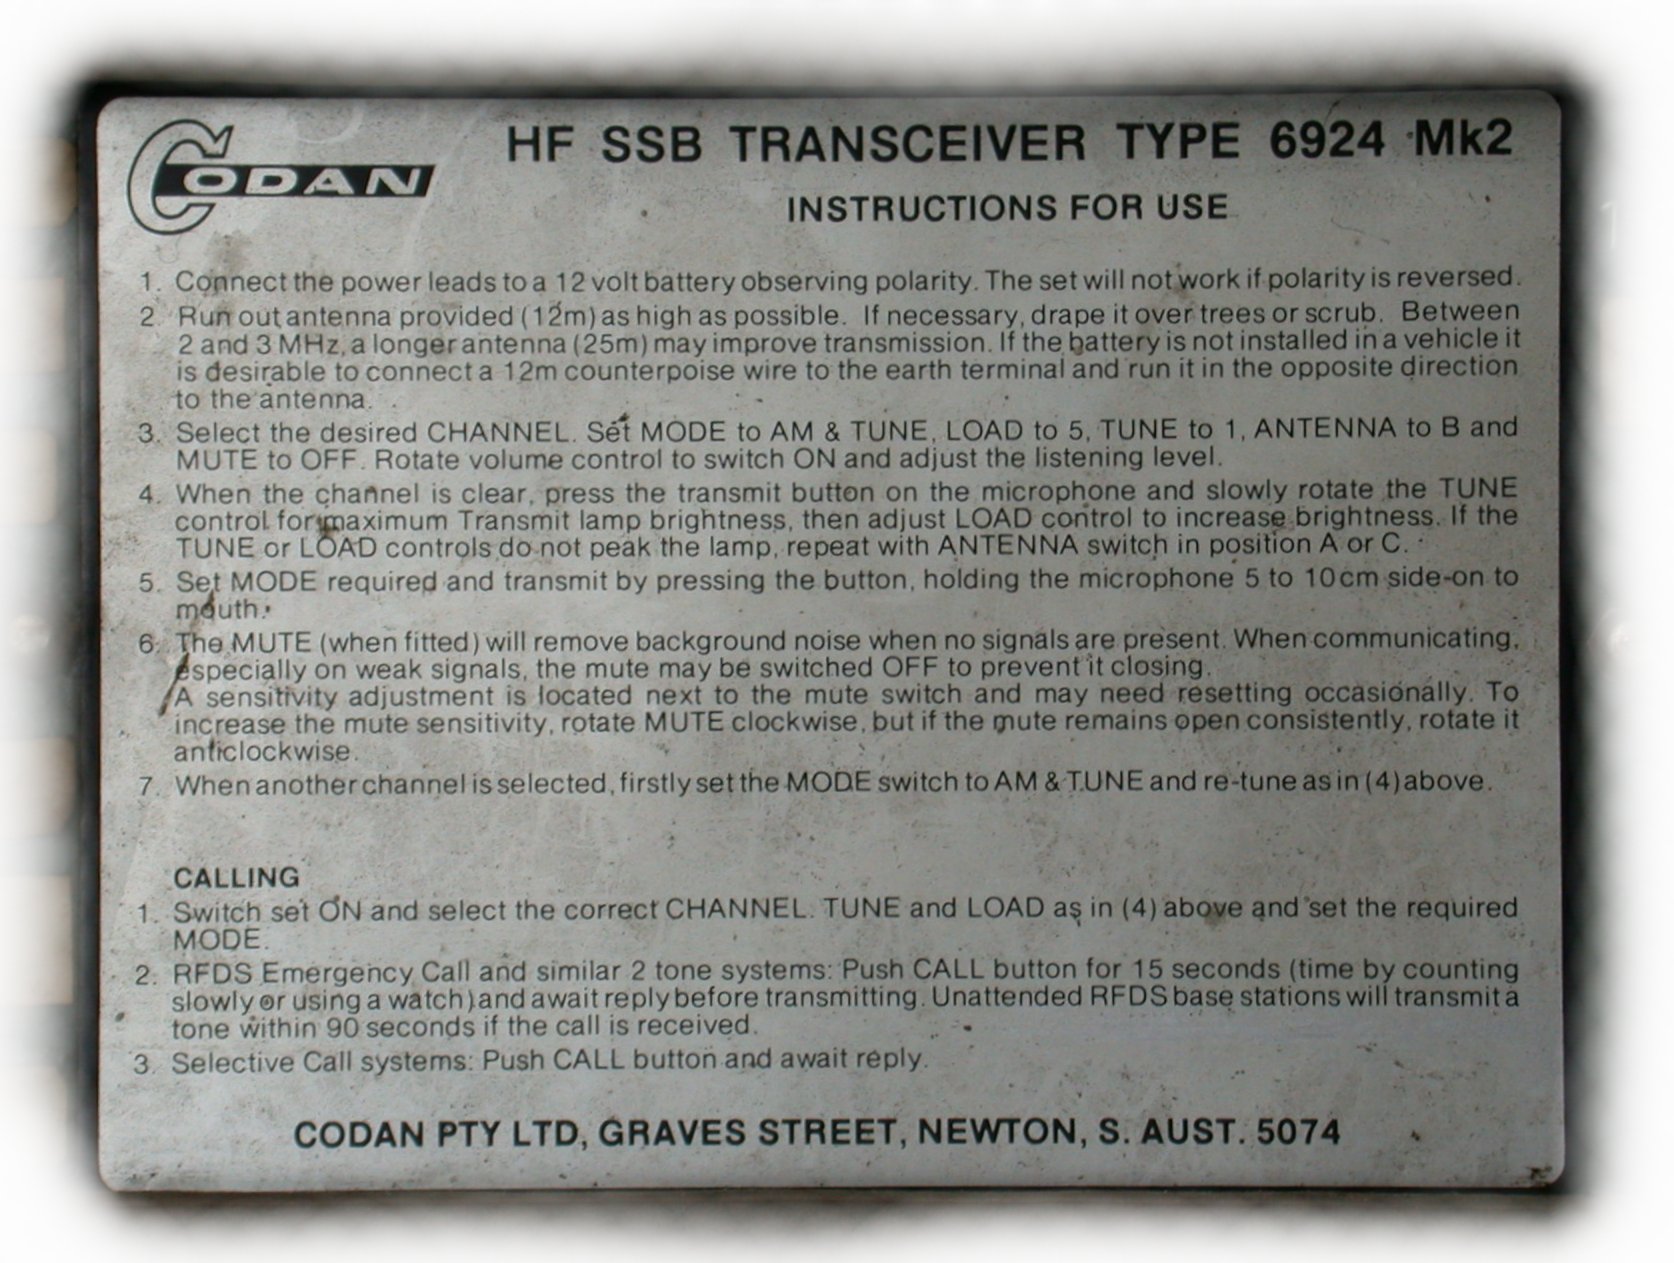 CODAN
HF SSB TRANSCEIVER TYPE 6924 Mk2
INSTRUCTIONS FOR USE
1. Connect the power leads to a 12 volt battery observing polarity. The set will not work if polarity is reversed.
2. Run out antenna provided (12m) as high as possible. If necessary, drape it over trees or scrub. Between
2 and 3 MHz, a longer antenna (25m) may improve transmission. If the battery is not installed in a vehicle it
is desirable to connect a 12m counterpoise wire to the earth terminal and run it in the opposite direction
to the antenna.
3. Select the desired CHANNEL. Set MODE to AM & TUNE, LOAD to 5, TUNE to 1, ANTENNA to B and
MUTE to OFF. Rotate volume control to switch ON and adjust the listening level.
4. When the channel is clear, press the transmit button on the microphone and slowly rotate the TUNE
control for maximum Transmit lamp brightness, then adjust LOAD control to increase brightness. If the
TUNE or LOAD controls do not peak the lamp, repeat with ANTENNA switch in position A or C.
5. Set MODE required and transmit by pressing the button, holding the microphone 5 to 10cm side-on to
mouth.
6. The MUTE (when fitted) will remove background noise when no signals are present. When communicating,
especially on weak signals, the mute may be switched OFF to prevent it closing.
A sensitivity adjustment is located next to the mute switch and may need resetting occasionally. To
increase the mute sensitivity, rotate MUTE clockwise, but if the mute remains open consistently, rotate it
anticlockwise.
7. When another channel is selected, firstly set the MODE switch to AM & TUNE and re-tune as in (4) above.
CALLING
1. Switch set ON and select the correct CHANNEL. TUNE and LOAD as in (4) above and set the required
MODE.
2. RFDS Emergency Call and similar 2 tone systems: Push CALL button for 15 seconds (time by counting
slowly or using a watch) and await reply before transmitting. Unattended RFDS base stations will transmit a
tone within 90 seconds if the call is received.
3. Selective Call systems: Push CALL button and await reply.
CODAN PTY LTD, GRAVES STREET, NEWTON, S. AUST. 5074